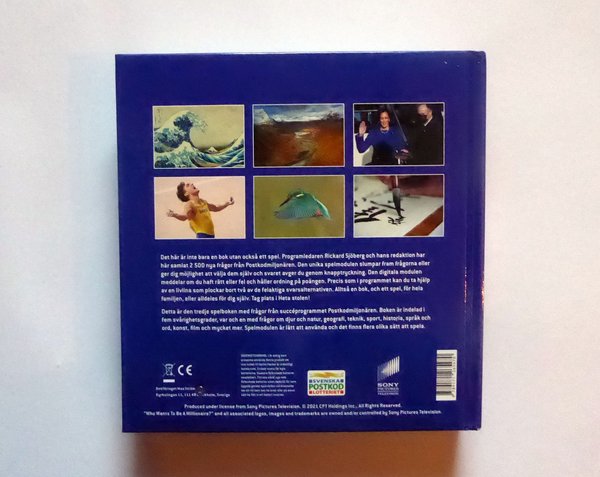 Det här är inte bara en bok utan också ett spel. Programledaren Rickard Sjöberg och hans redaktion har
här samlat 2 500 nya frågor från Postkodmiljonären. Den unika spelmodulen slumpar fram frågorna eller
ger dig möjlighet att välja dem själv och svaret avger du genom knapptryckning. Den digitala modulen
meddelar om du haft rätt eller fel och håller ordning på poängen. Precis som i programmet kan du ta hjälp
av en livlina som plockar bort två av de felaktiga svarsalternativen. Alltså en bok, och ett spel, för hela
familjen, eller alldeles för dig själv. Tag plats i Heta stolen!
Detta är den tredje spelboken från succéprogrammet Postkodmiljonären. Boken är indelad i
fem svårighetsgrader, var och en med frågor om djur och natur, geografi, teknik, sport, historia, språk och
ord, konst, film och mycket mer. Spelmodulen är lätt att använda och det finns flera olika sätt att spela.
CE
SVENSKA
POSTKOD
LOTTERIET
SONY
PICTURES
TELEVISION
Produced under license from Sony Pictures Television. © 2021 CPT Holdings Inc., All Rights Reserved.
"Who Wants To Be A Millionaire?" and all associated logos, images and trademarks are owned and/or controlled by Sony Pictures Television.